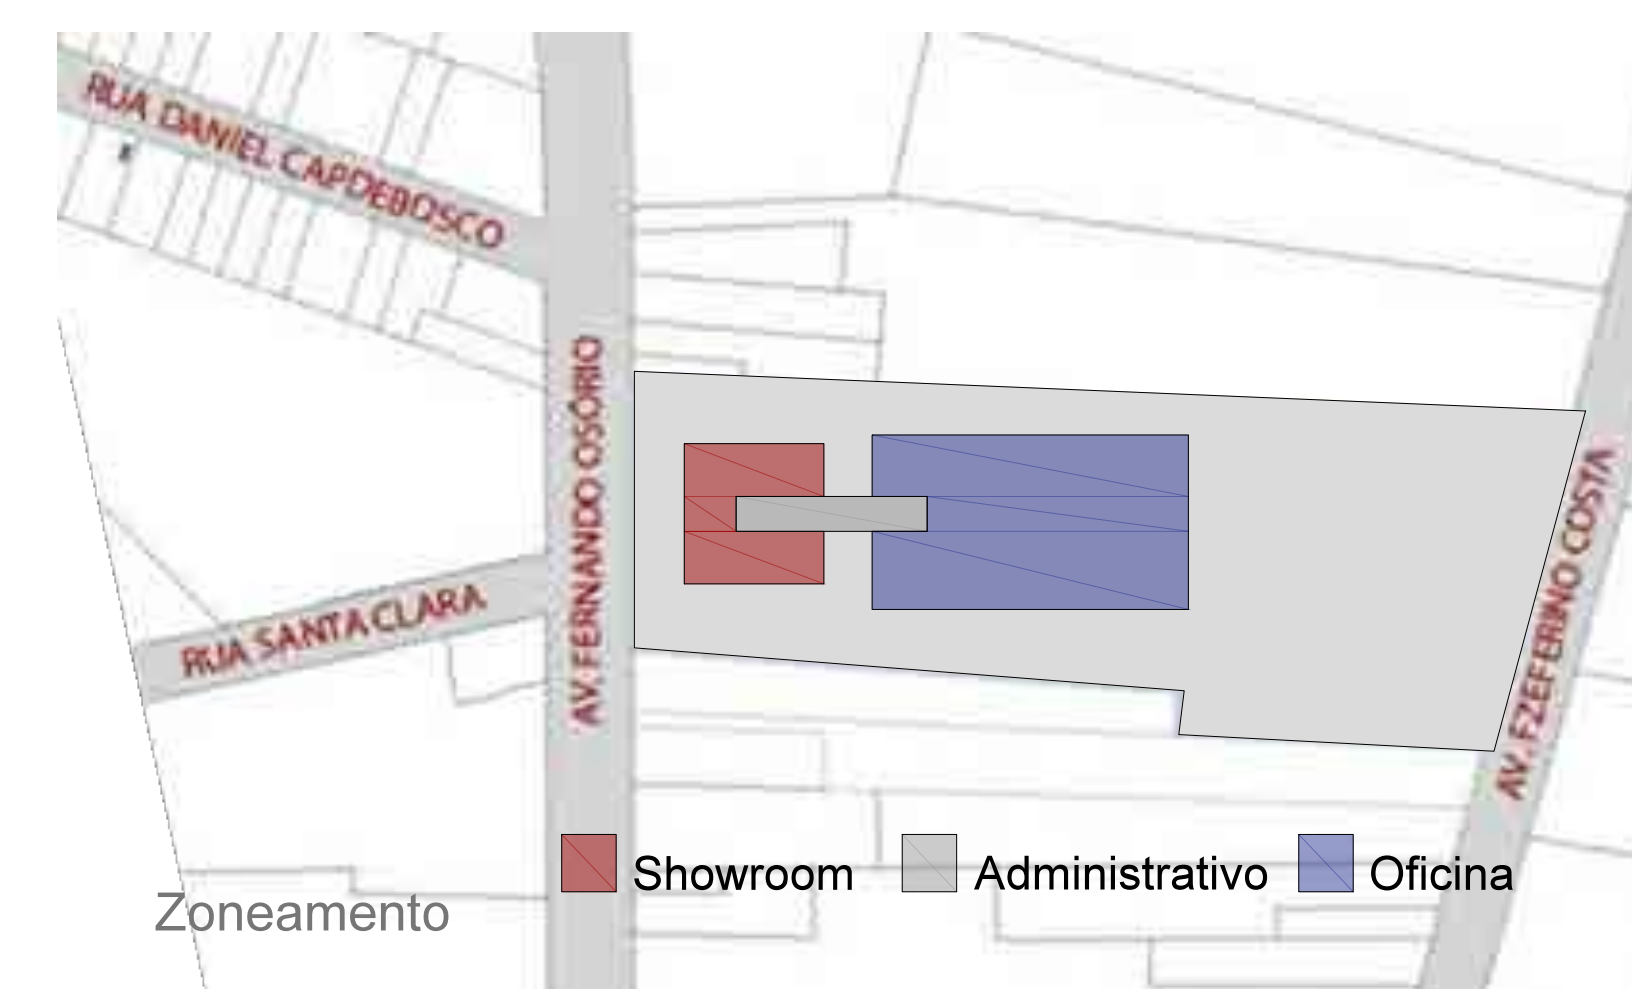 RUA DANIEL CAPDEBOSCO
AV. FERNANDO OSÓRIO
RUA SANTA CLARA
AV. FZEFERINO COSTA
Showroom
Administrativo
Oficina
Zoneamento